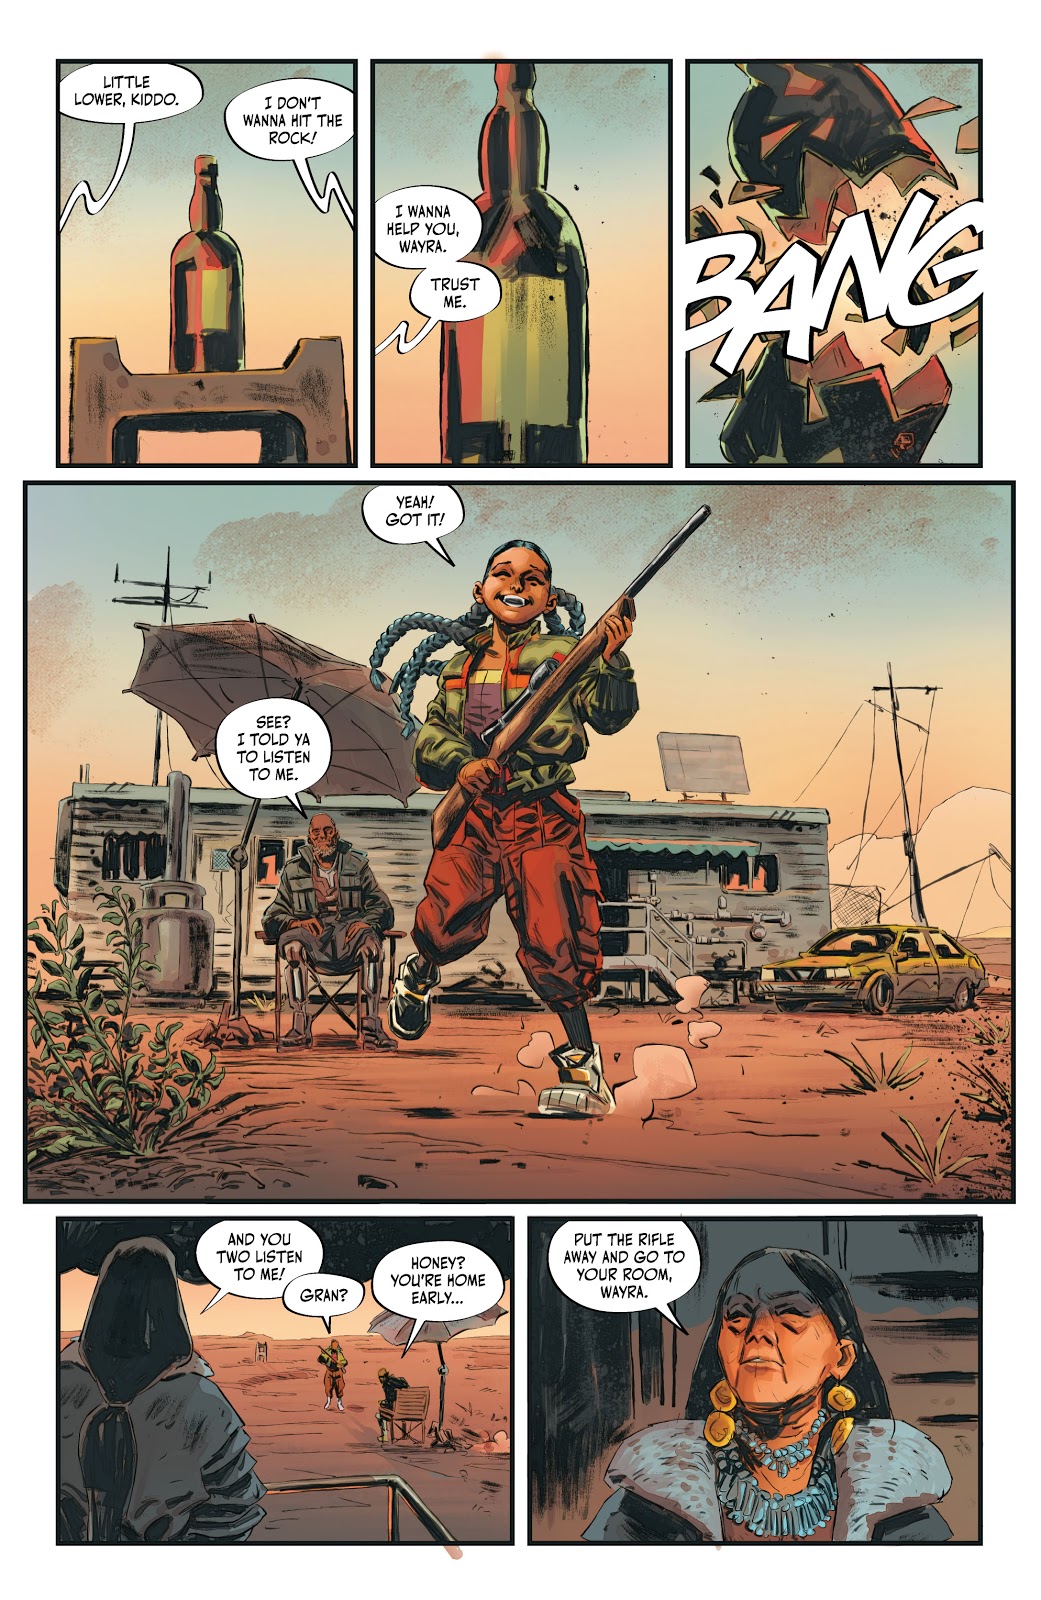 LITTLE
LOWER, KIDDO.
I DON'T
WANNA HIT THE
ROCK!
I WANNA
HELP YOU,
WAYRA.
TRUST
ME.
BANG
YEAH!
GOT IT!
SEE?
I TOLD YA
TO LISTEN
TO ME.
AND YOU
TWO LISTEN
TO ME!
GRAN?
HONEY?
YOU'RE HOME
EARLY...
PUT THE RIFLE
AWAY AND GO TO
YOUR ROOM,
WAYRA.